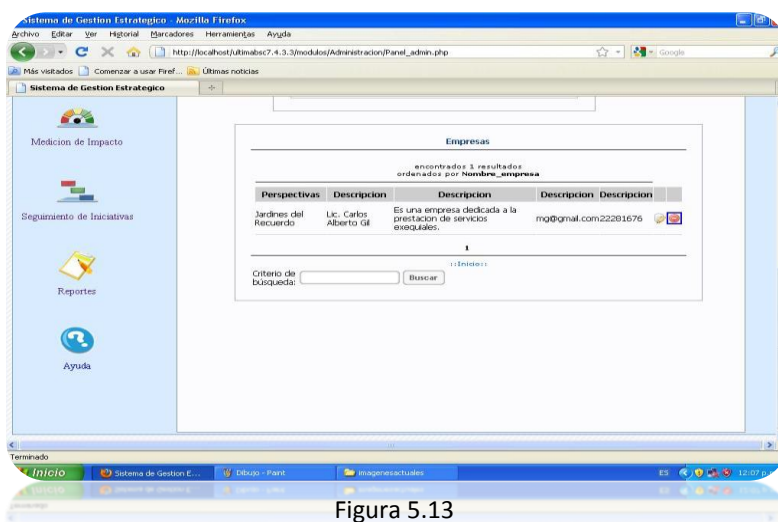 Sistema de Gestion Estrategico - Mozilla Firefox
Archivo Editar Ver Historial Marcadores Herramientas Ayuda
http://localhost/ultimabsc7.4.3.3/modulos/Administracion/Panel_admin.php
Google
Más visitados Comenzar a usar Firef... Últimas noticias
Sistema de Gestion Estrategico
Medicion de Impacto
Seguimiento de Iniciativas
Reportes
Ayuda
Empresas
encontrados 1 resultados
ordenados por Nombre_empresa
Perspectivas Descripcion Descripcion Descripcion Descripcion
Jardines del Recuerdo Lic. Carlos Alberto Gil Es una empresa dedicada a la prestacion de servicios exequiales. mg@gmail.com 22281676
1
::Inicio::
Criterio de búsqueda: Buscar
Terminado
Inicio Sistema de Gestion E... Dibujo - Paint imagenesactuales ES 12:07 p.
Figura 5.13